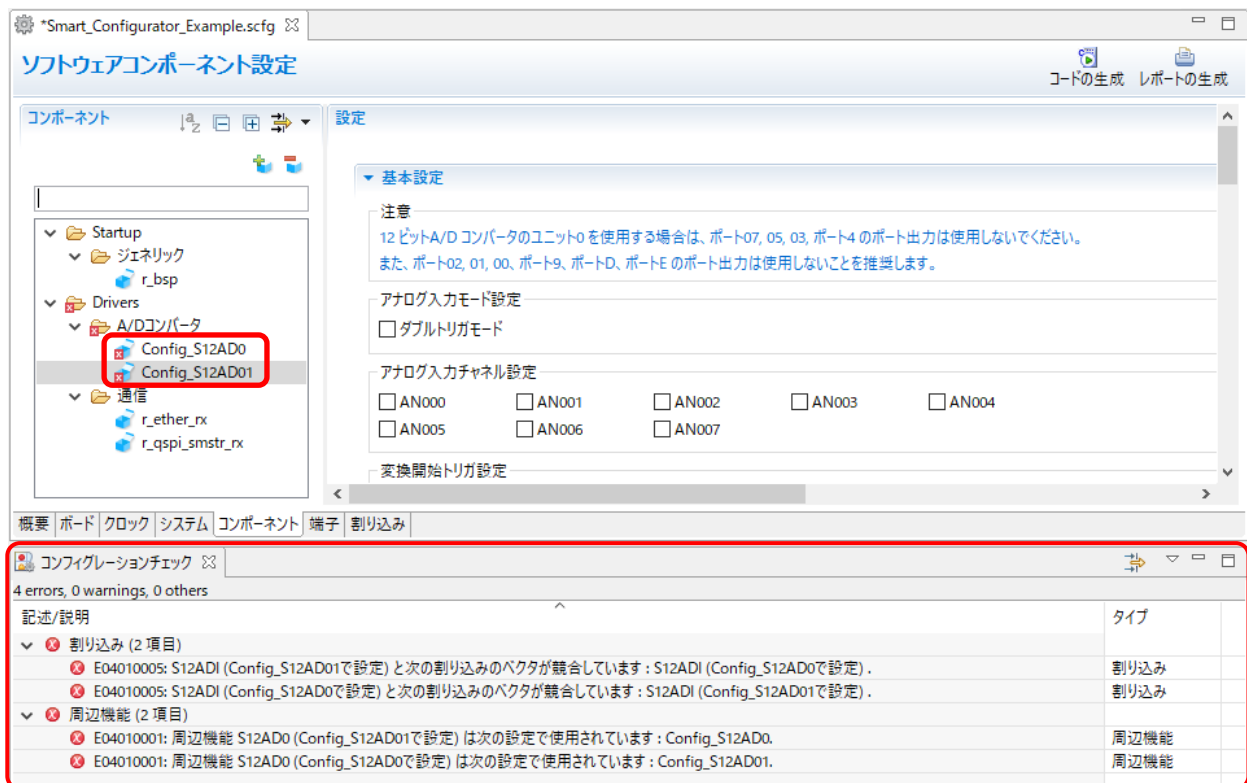 *Smart_Configurator_Example.scfg
ソフトウェアコンポーネント設定
コードの生成 レポートの生成
コンポーネント
設定
基本設定
注意
12 ビットA/D コンバータのユニット0 を使用する場合は、ポート07, 05, 03, ポート4 のポート出力は使用しないでください。
また、ポート02, 01, 00、ポート9、ポートD、ポートE のポート出力は使用しないことを推奨します。
アナログ入力モード設定
ダブルトリガモード
アナログ入力チャネル設定
AN000 AN001 AN002 AN003 AN004
AN005 AN006 AN007
変換開始トリガ設定
Startup
ジェネリック
r_bsp
Drivers
A/Dコンバータ
Config_S12AD0
Config_S12AD01
通信
r_ether_rx
r_qspi_smstr_rx
概要 ボード クロック システム コンポーネント 端子 割り込み
コンフィグレーションチェック
4 errors, 0 warnings, 0 others
記述/説明 タイプ
割り込み (2 項目)
E04010005: S12ADI (Config_S12AD01で設定) と次の割り込みのベクタが競合しています : S12ADI (Config_S12AD0で設定) . 割り込み
E04010005: S12ADI (Config_S12AD0で設定) と次の割り込みのベクタが競合しています : S12ADI (Config_S12AD01で設定) . 割り込み
周辺機能 (2 項目)
E04010001: 周辺機能 S12AD0 (Config_S12AD01で設定) は次の設定で使用されています : Config_S12AD0. 周辺機能
E04010001: 周辺機能 S12AD0 (Config_S12AD0で設定) は次の設定で使用されています : Config_S12AD01. 周辺機能